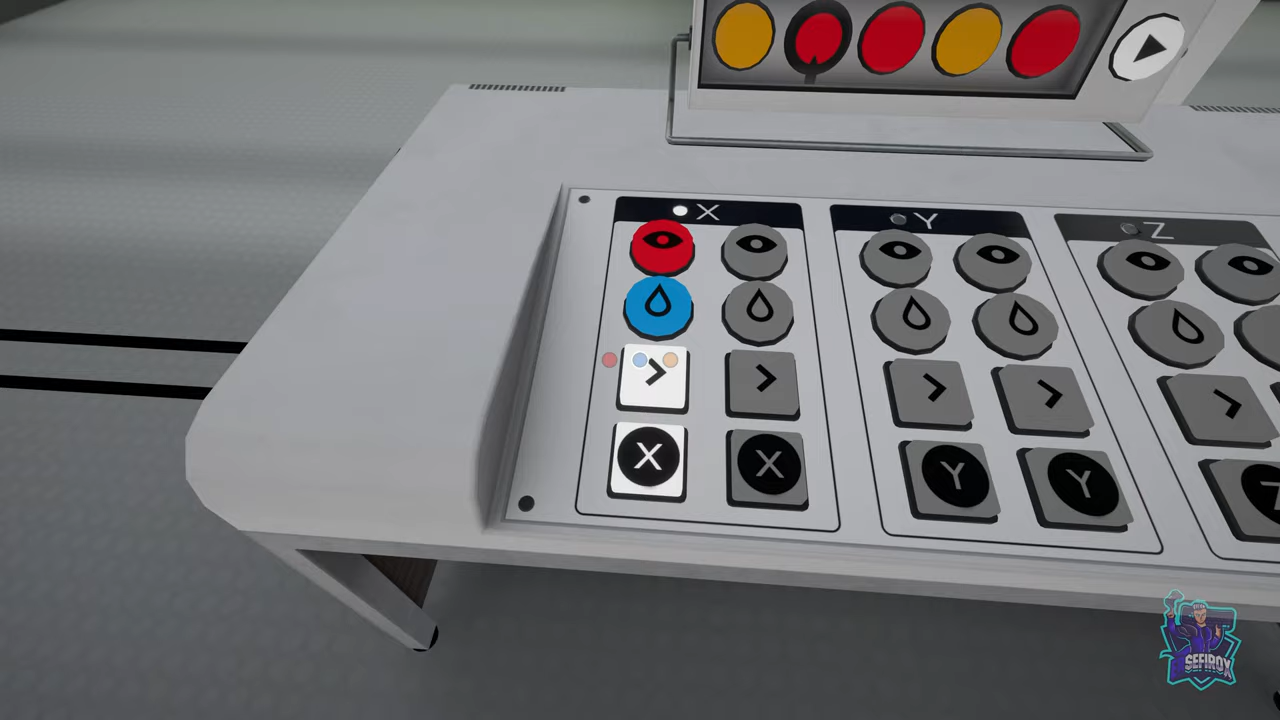 X
Y
Z
X X Y Y Z
SEFIROX